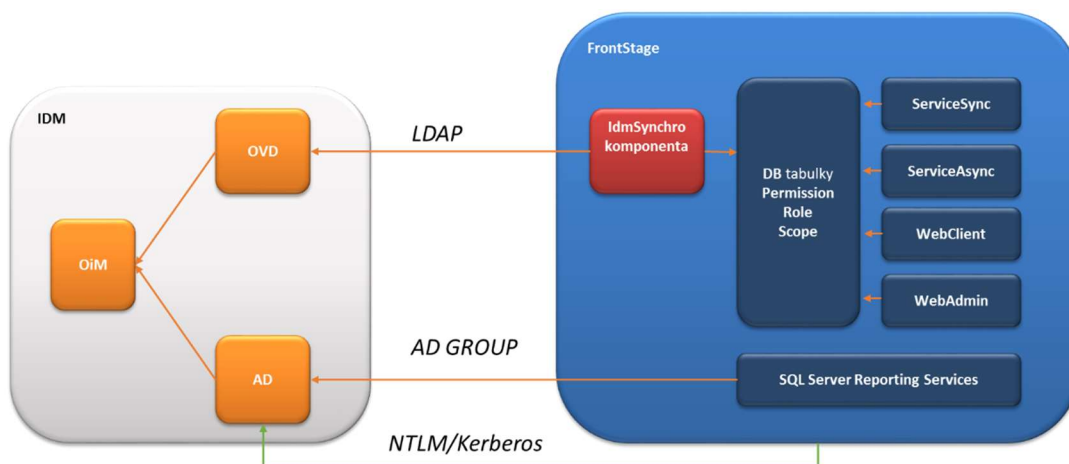 FrontStage
IDM
OVD
LDAP
IdmSynchro
komponenta
DB tabulky
Permission
Role
Scope
ServiceSync
ServiceAsync
WebClient
WebAdmin
OiM
AD
AD GROUP
SQL Server Reporting Services
NTLM/Kerberos